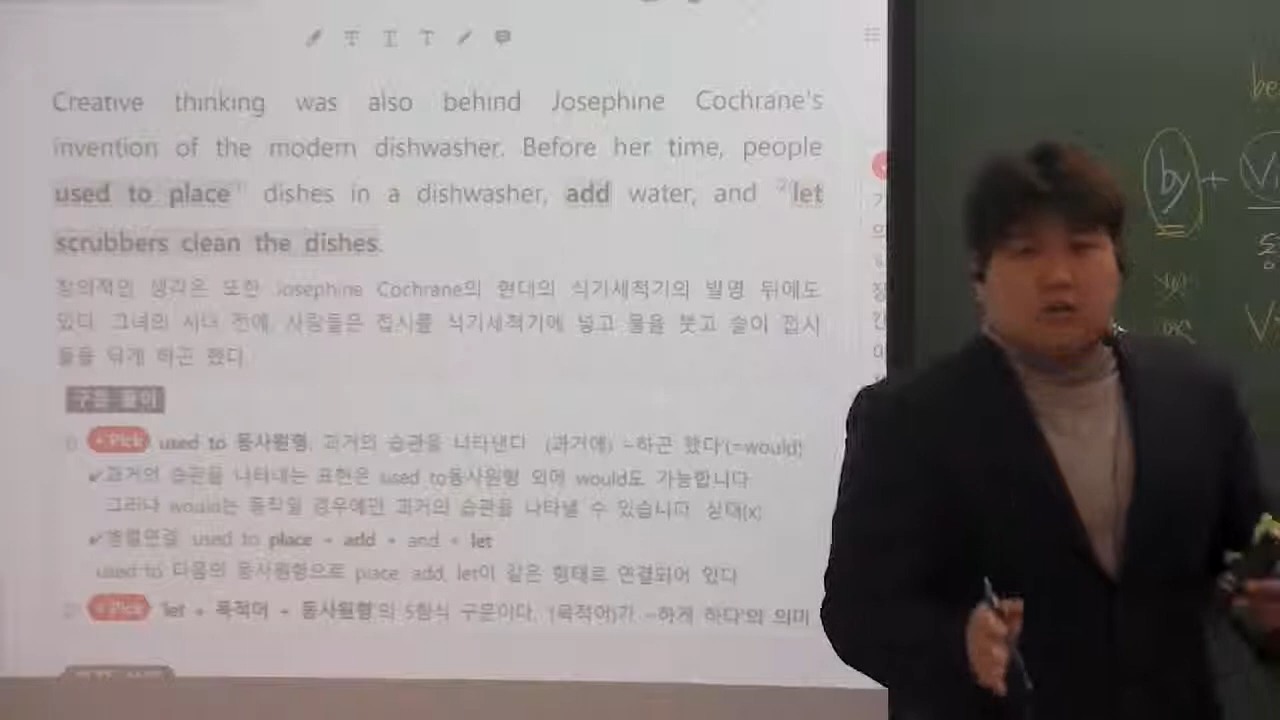 Creative thinking was also behind Josephine Cochrane's
invention of the modern dishwasher. Before her time, people
used to place¹⁾ dishes in a dishwasher, add water, and ²⁾let
scrubbers clean the dishes.
창의적인 생각은 또한 Josephine Cochrane의 현대의 식기세척기의 발명 뒤에도
있다. 그녀의 시대 전에, 사람들은 접시를 식기세척기에 넣고 물을 붓고 솔이 접시
들을 닦게 하곤 했다.
구문 풀이
1) +Pick used to 동사원형: 과거의 습관을 나타낸다. '(과거에) ~하곤 했다'(=would)
✔과거의 습관을 나타내는 표현은 used to동사원형 외에 would도 가능합니다.
그러나 would는 동작일 경우에만 과거의 습관을 나타낼 수 있습니다. 상태(x)
✔병렬연결: used to place + add + and + let
used to 다음의 동사원형으로 place, add, let이 같은 형태로 연결되어 있다.
2) +Pick 'let + 목적어 + 동사원형'의 5형식 구문이다. '(목적어)가 ~하게 하다'의 의미
be
by + V
동
V